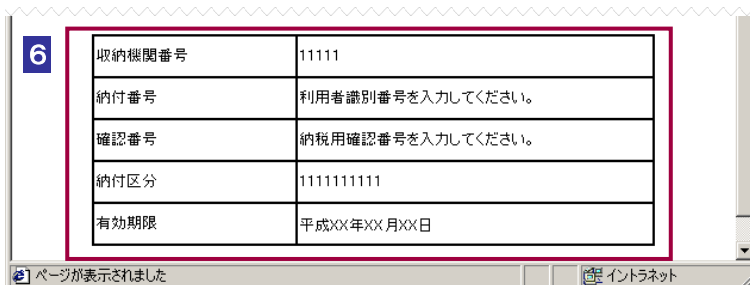 6
収納機関番号 11111
納付番号 利用者識別番号を入力してください。
確認番号 納税用確認番号を入力してください。
納付区分 1111111111
有効期限 平成XX年XX月XX日
ページが表示されました イントラネット